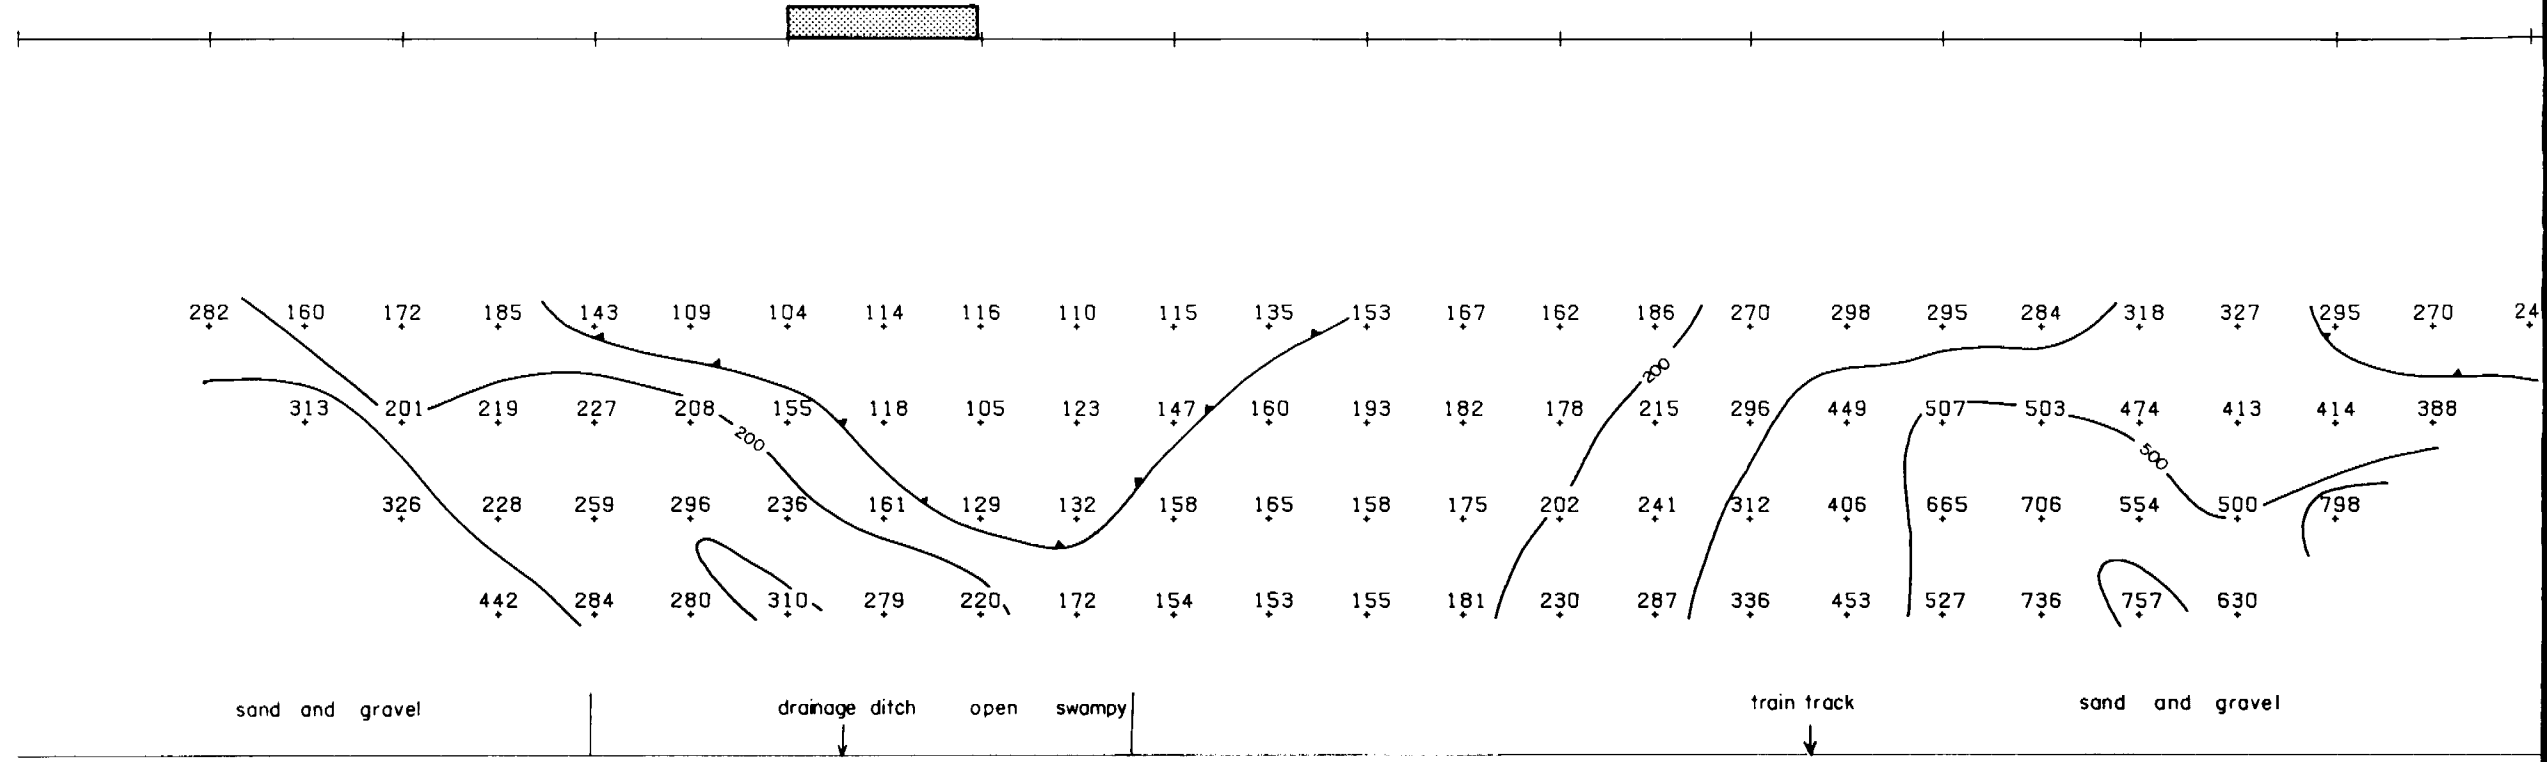 282 160 172 185 143 109 104 114 116 110 115 135 153 167 162 186 270 298 295 284 318 327 295 270 24
200
313 201 219 227 208 155 118 105 123 147 160 193 182 178 215 296 449 507 503 474 413 414 388
200 500
326 228 259 296 236 161 129 132 158 165 158 175 202 241 312 406 665 706 554 500 798
442 284 280 310 279 220 172 154 153 155 181 230 287 336 453 527 736 757 630
sand and gravel drainage ditch open swampy train track sand and gravel